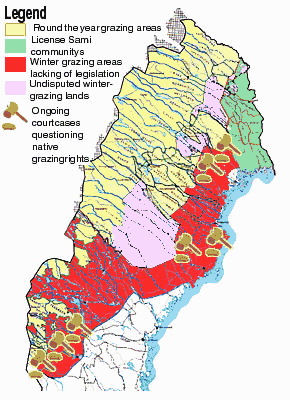 Legend
Round the year grazing areas
License Sami
communitys
Winter grazing areas
lacking of legislation
Undisputed winter-
grazing lands
Ongoing
courtcases
questioning
native
grazingrights